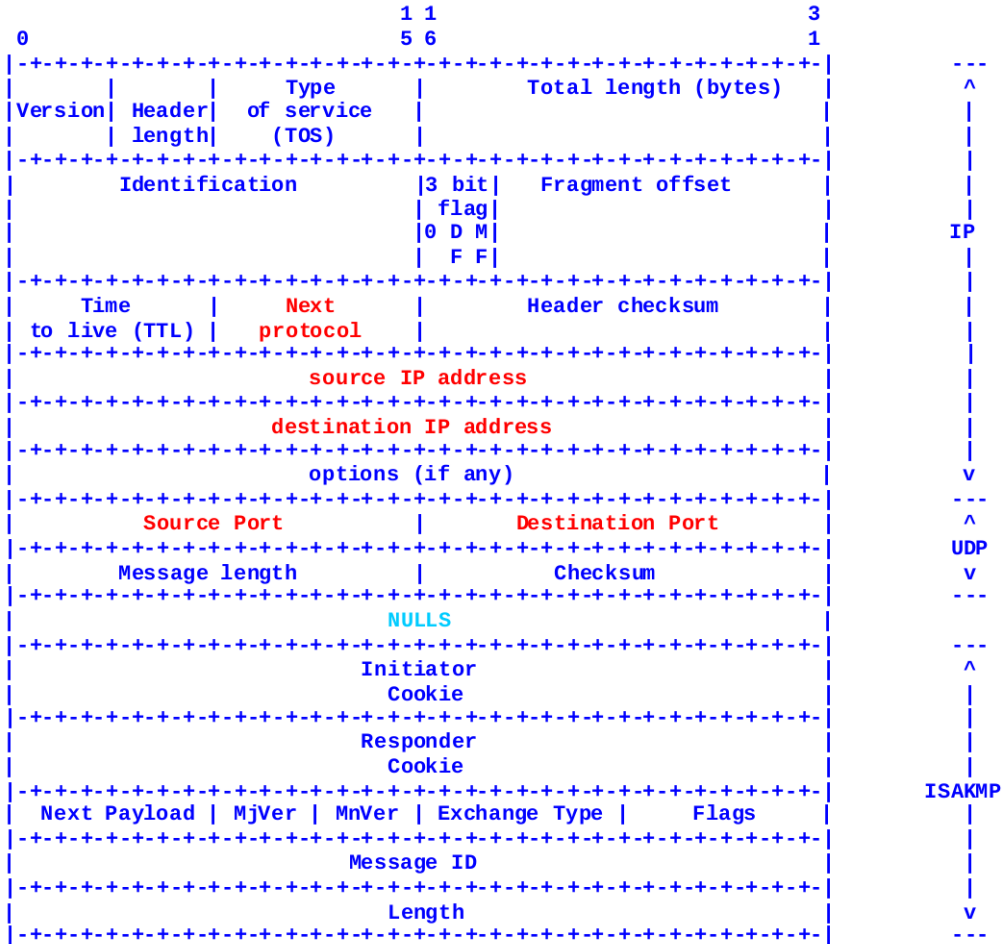 1 1 3
0 5 6 1
|-+-+-+-+-+-+-+-+-+-+-+-+-+-+-+-+-+-+-+-+-+-+-+-+-+-+-+-+-+-+-+-| ---
| | | Type | Total length (bytes) | ^
|Version| Header| of service | | |
| | length| (TOS) | | |
|-+-+-+-+-+-+-+-+-+-+-+-+-+-+-+-+-+-+-+-+-+-+-+-+-+-+-+-+-+-+-+-| |
| Identification |3 bit| Fragment offset | |
| | flag| | |
| |0 D M| | IP
| | F F| | |
|-+-+-+-+-+-+-+-+-+-+-+-+-+-+-+-+-+-+-+-+-+-+-+-+-+-+-+-+-+-+-+-| |
| Time | Next | Header checksum | |
| to live (TTL) | protocol | | |
|-+-+-+-+-+-+-+-+-+-+-+-+-+-+-+-+-+-+-+-+-+-+-+-+-+-+-+-+-+-+-+-| |
| source IP address | |
|-+-+-+-+-+-+-+-+-+-+-+-+-+-+-+-+-+-+-+-+-+-+-+-+-+-+-+-+-+-+-+-| |
| destination IP address | |
|-+-+-+-+-+-+-+-+-+-+-+-+-+-+-+-+-+-+-+-+-+-+-+-+-+-+-+-+-+-+-+-| |
| options (if any) | v
|-+-+-+-+-+-+-+-+-+-+-+-+-+-+-+-+-+-+-+-+-+-+-+-+-+-+-+-+-+-+-+-| ---
| Source Port | Destination Port | ^
|-+-+-+-+-+-+-+-+-+-+-+-+-+-+-+-+-+-+-+-+-+-+-+-+-+-+-+-+-+-+-+-| UDP
| Message length | Checksum | v
|-+-+-+-+-+-+-+-+-+-+-+-+-+-+-+-+-+-+-+-+-+-+-+-+-+-+-+-+-+-+-+-| ---
| NULLS |
|-+-+-+-+-+-+-+-+-+-+-+-+-+-+-+-+-+-+-+-+-+-+-+-+-+-+-+-+-+-+-+-| ---
| Initiator | ^
| Cookie | |
|-+-+-+-+-+-+-+-+-+-+-+-+-+-+-+-+-+-+-+-+-+-+-+-+-+-+-+-+-+-+-+-| |
| Responder | |
| Cookie | |
|-+-+-+-+-+-+-+-+-+-+-+-+-+-+-+-+-+-+-+-+-+-+-+-+-+-+-+-+-+-+-+-| ISAKMP
| Next Payload | MjVer | MnVer | Exchange Type | Flags | |
|-+-+-+-+-+-+-+-+-+-+-+-+-+-+-+-+-+-+-+-+-+-+-+-+-+-+-+-+-+-+-+-| |
| Message ID | |
|-+-+-+-+-+-+-+-+-+-+-+-+-+-+-+-+-+-+-+-+-+-+-+-+-+-+-+-+-+-+-+-| |
| Length | v
|-+-+-+-+-+-+-+-+-+-+-+-+-+-+-+-+-+-+-+-+-+-+-+-+-+-+-+-+-+-+-+-| ---